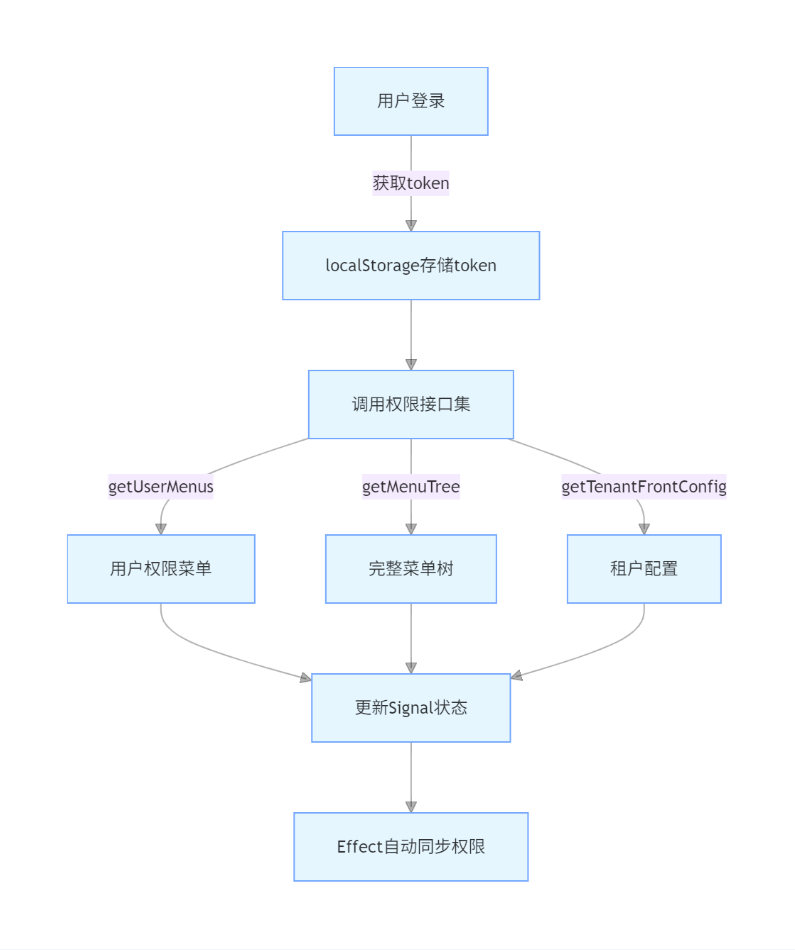 用户登录
获取token
localStorage存储token
调用权限接口集
getUserMenus
getMenuTree
getTenantFrontConfig
用户权限菜单
完整菜单树
租户配置
更新Signal状态
Effect自动同步权限